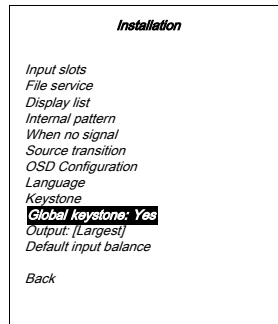 Installation
Input slots
File service
Display list
Internal pattern
When no signal
Source transition
OSD Configuration
Language
Keystone
Global keystone: Yes
Output: [Largest]
Default input balance
Back